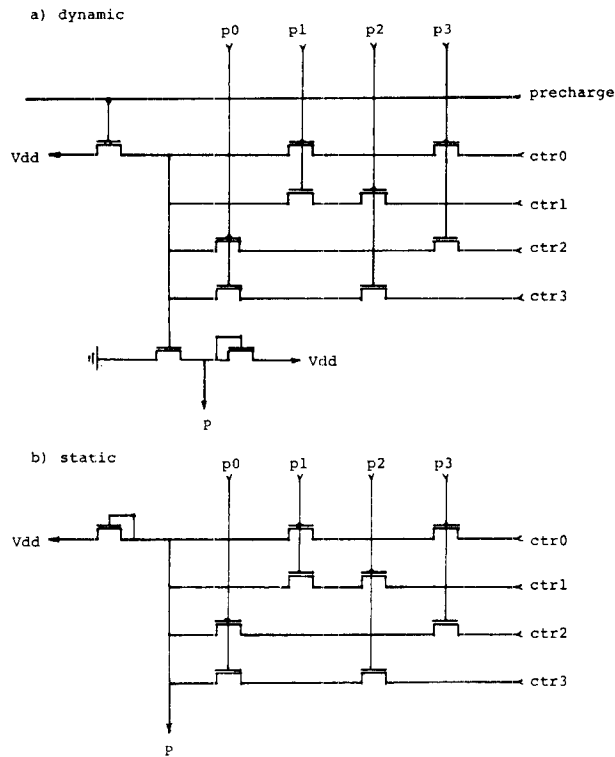 a) dynamic
p0 p1 p2 p3
precharge
Vdd
ctr0
ctr1
ctr2
ctr3
Vdd
P
b) static
p0 p1 p2 p3
Vdd
ctr0
ctr1
ctr2
ctr3
P